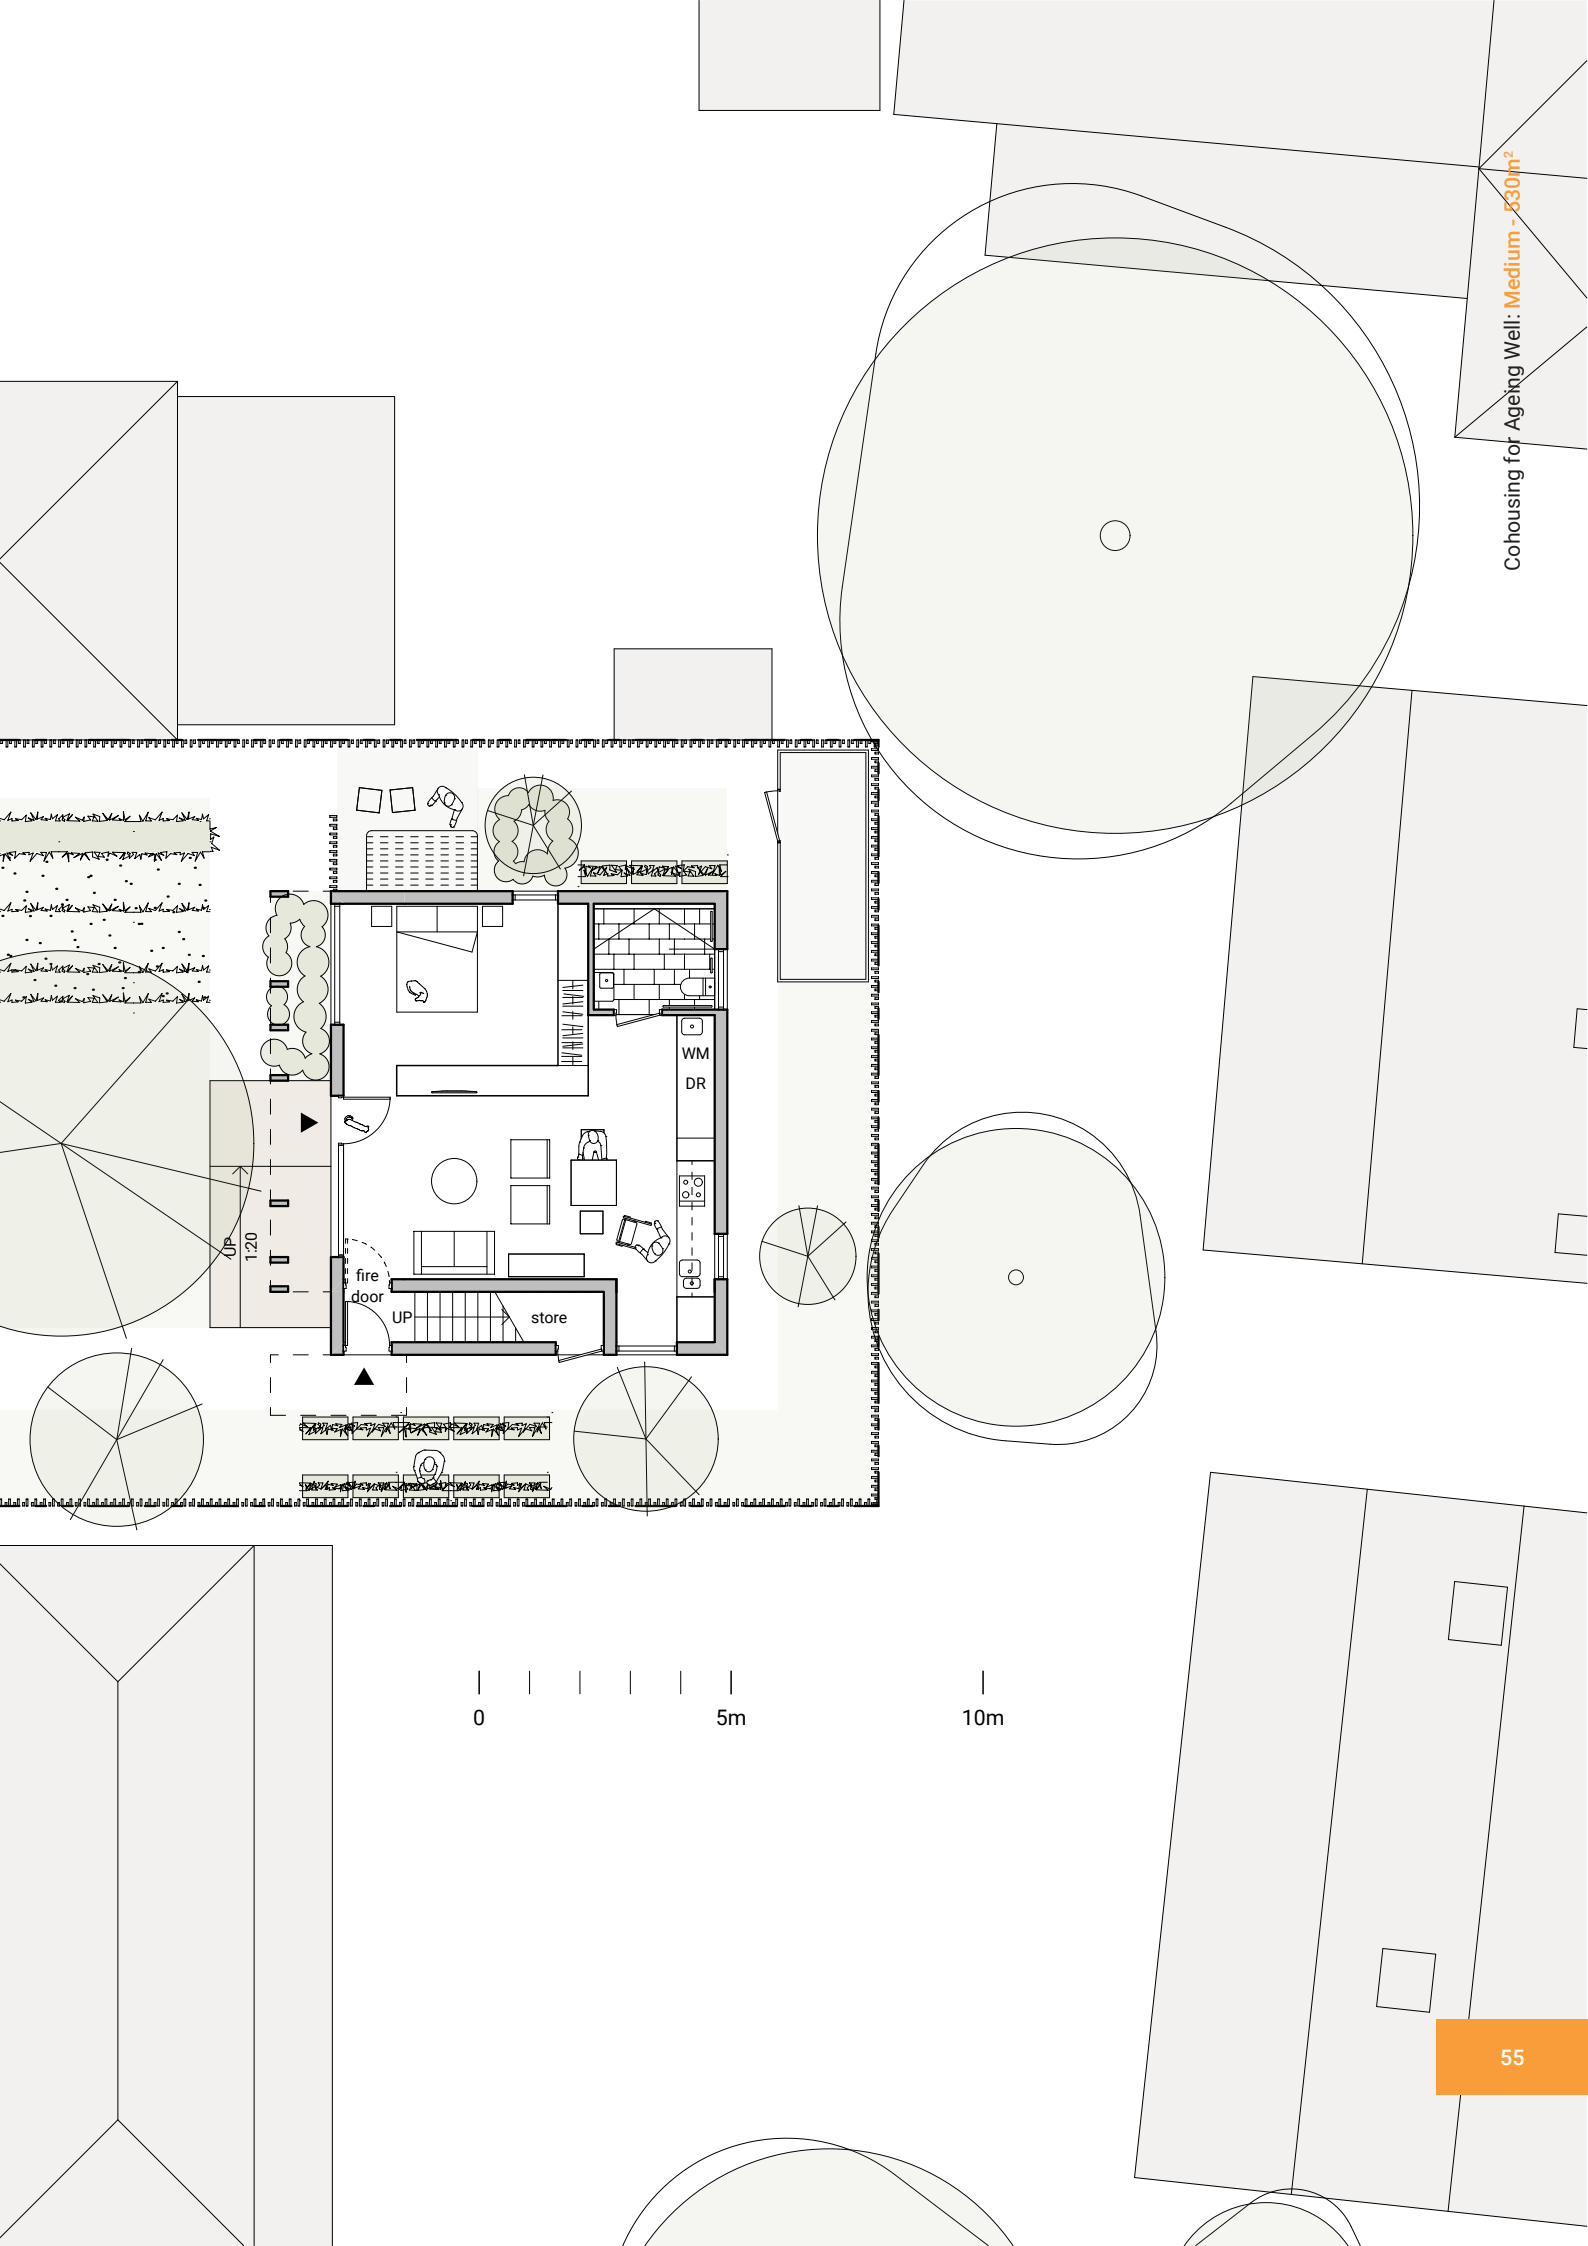 Cohousing for Ageing Well: Medium - 530m²
WM
DR
UP
1:20
fire
door
UP
store
0
5m
10m
55